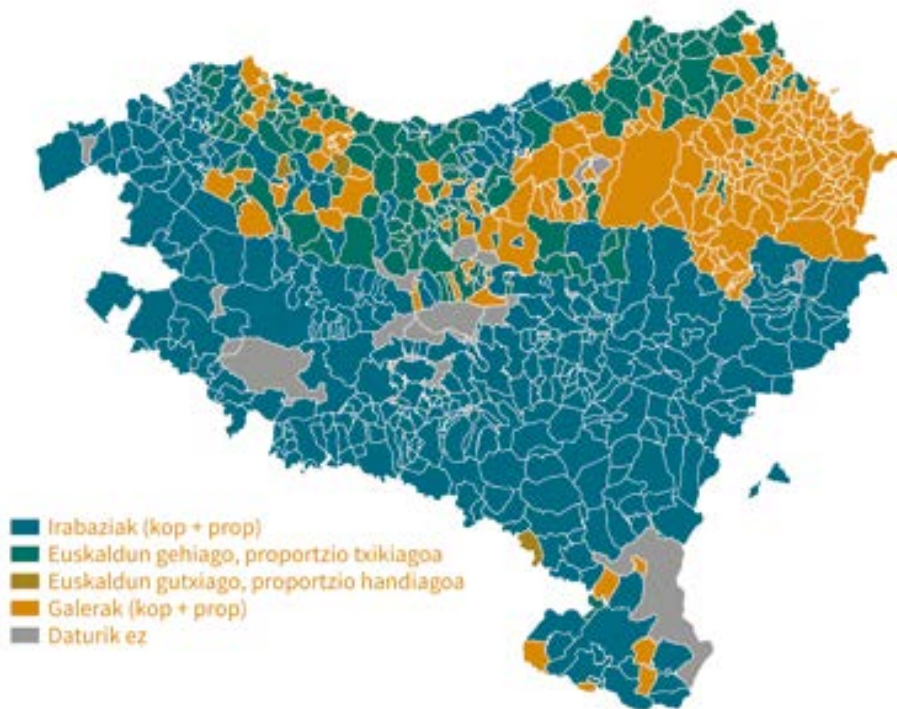 Irabaziak (kop + prop)
Euskaldun gehiago, proportzio txikiagoa
Euskaldun gutxiago, proportzio handiagoa
Galerak (kop + prop)
Daturik ez